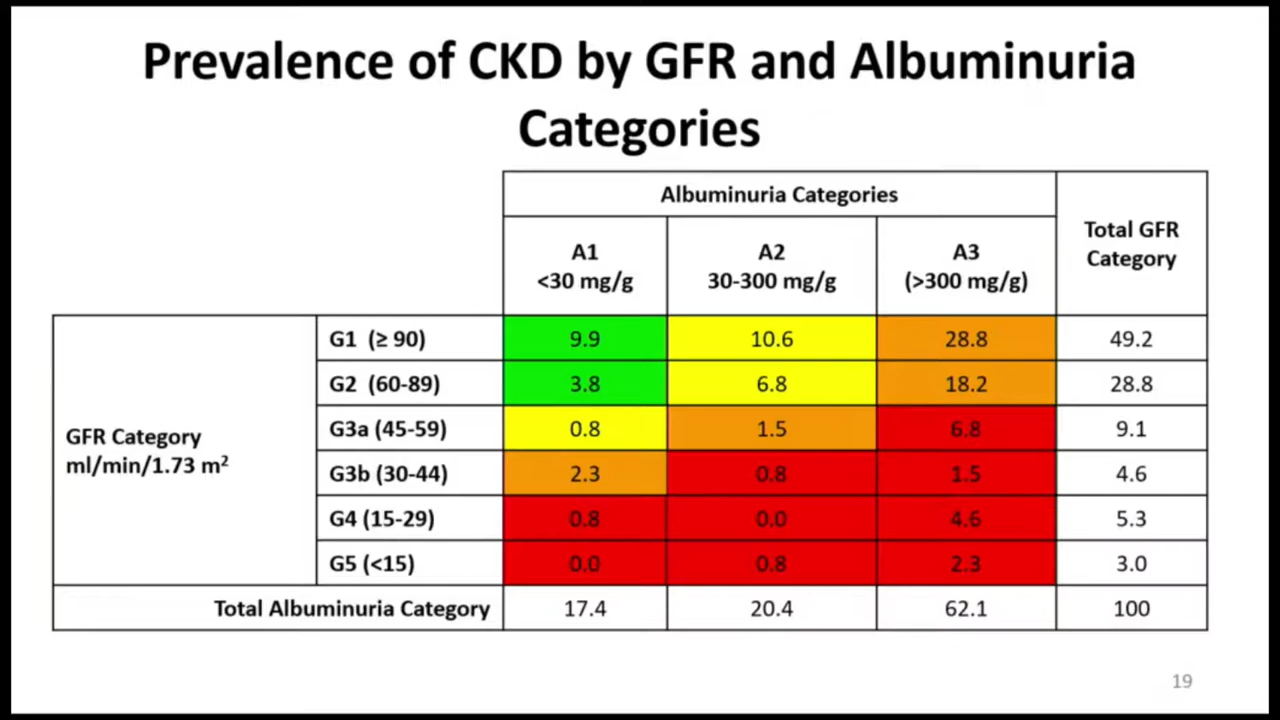 Prevalence of CKD by GFR and Albuminuria
Categories
Albuminuria Categories
Total GFR
Category
A1
<30 mg/g
A2
30-300 mg/g
A3
(>300 mg/g)
GFR Category
ml/min/1.73 m²
G1 (≥ 90) 9.9 10.6 28.8 49.2
G2 (60-89) 3.8 6.8 18.2 28.8
G3a (45-59) 0.8 1.5 6.8 9.1
G3b (30-44) 2.3 0.8 1.5 4.6
G4 (15-29) 0.8 0.0 4.6 5.3
G5 (<15) 0.0 0.8 2.3 3.0
Total Albuminuria Category 17.4 20.4 62.1 100
19